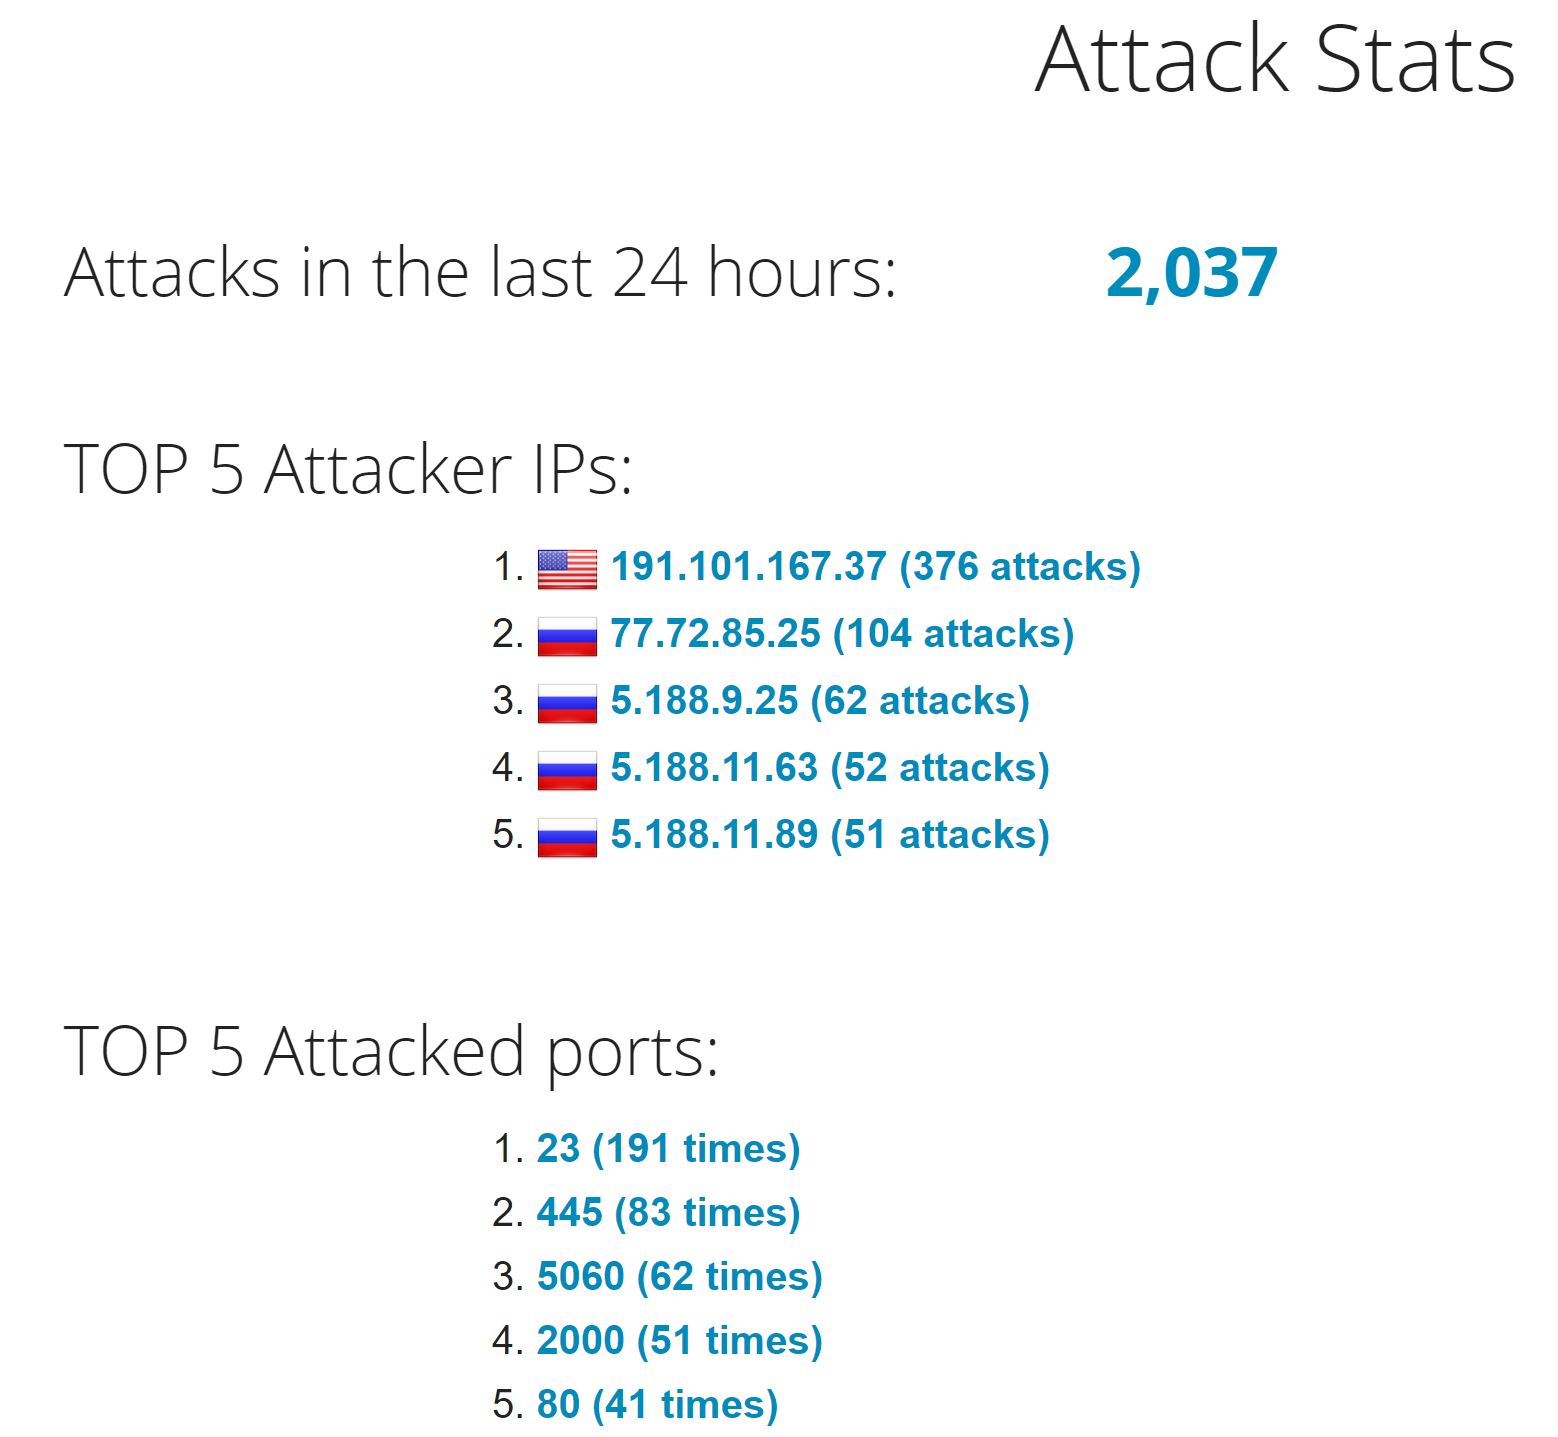 Attack Stats
Attacks in the last 24 hours: 2,037
TOP 5 Attacker IPs:
1. 191.101.167.37 (376 attacks)
2. 77.72.85.25 (104 attacks)
3. 5.188.9.25 (62 attacks)
4. 5.188.11.63 (52 attacks)
5. 5.188.11.89 (51 attacks)
TOP 5 Attacked ports:
1. 23 (191 times)
2. 445 (83 times)
3. 5060 (62 times)
4. 2000 (51 times)
5. 80 (41 times)